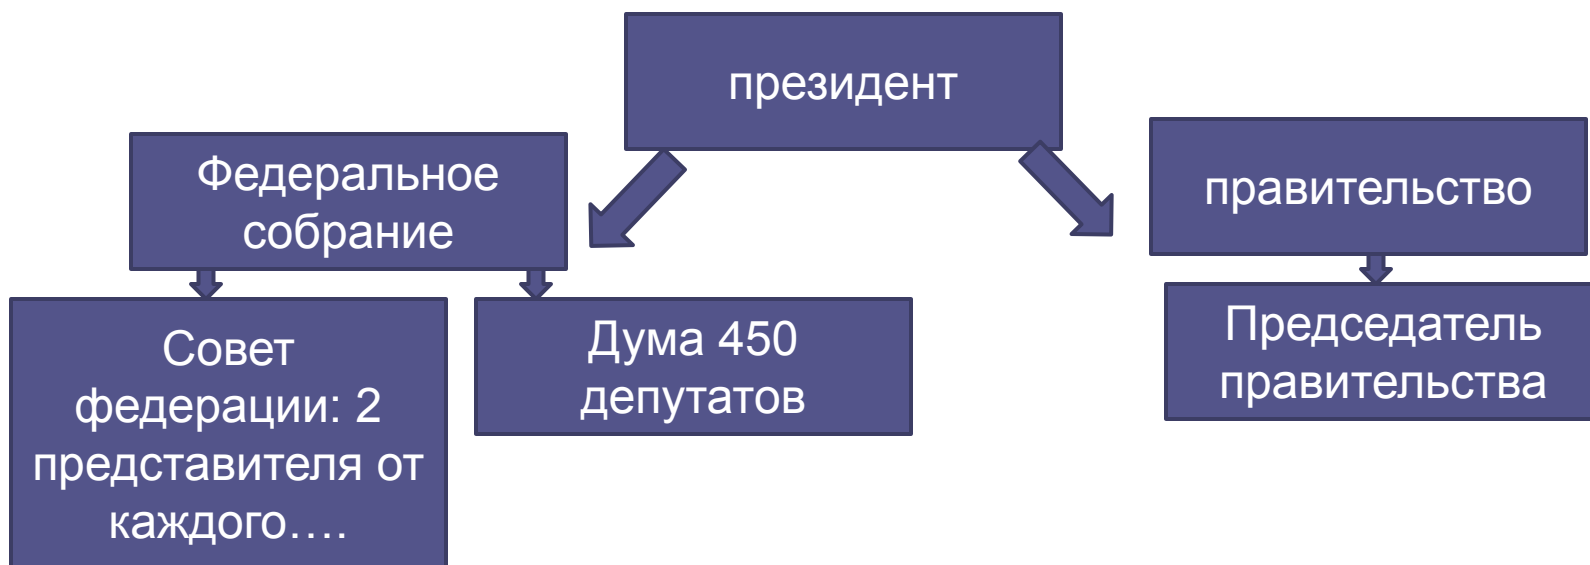 президент
Федеральное
собрание
правительство
Совет
федерации: 2
представителя от
каждого....
Дума 450
депутатов
Председатель
правительства